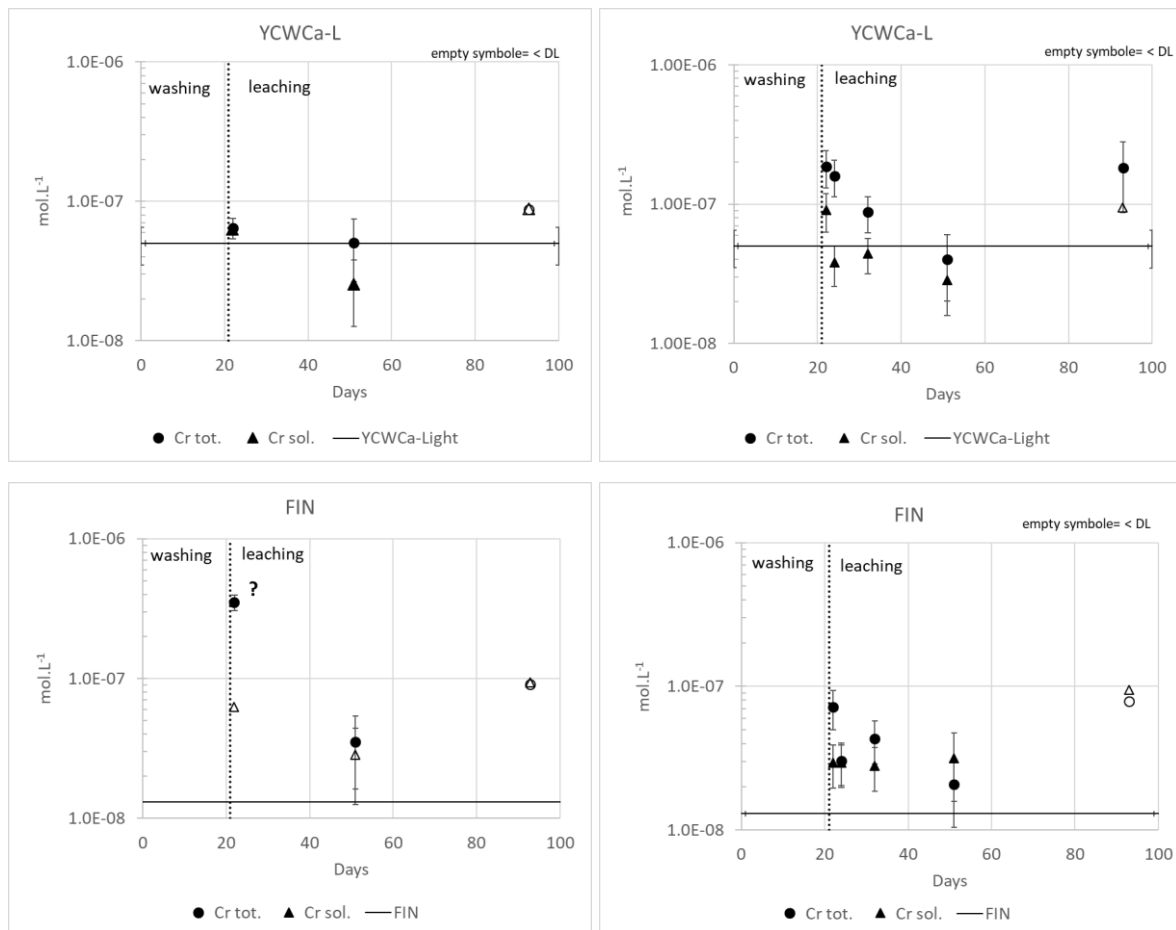 YCWCa-L
empty symbole= < DL
1.0E-06
washing
leaching
mol.L-1
1.0E-07
1.0E-08
0 20 40 60 80 100
Days
Cr tot. Cr sol. YCWCa-Light
YCWCa-L
empty symbole= < DL
1.00E-06
washing
leaching
mol.L-1
1.00E-07
1.00E-08
0 20 40 60 80 100
Days
Cr tot. Cr sol. YCWCa-Light
FIN
1.0E-06
washing
leaching
?
mol.L-1
1.0E-07
1.0E-08
0 20 40 60 80 100
Days
Cr tot. Cr sol. FIN
FIN
empty symbole= < DL
1.0E-06
washing
leaching
mol.L-1
1.0E-07
1.0E-08
0 20 40 60 80 100
Days
Cr tot. Cr sol. FIN